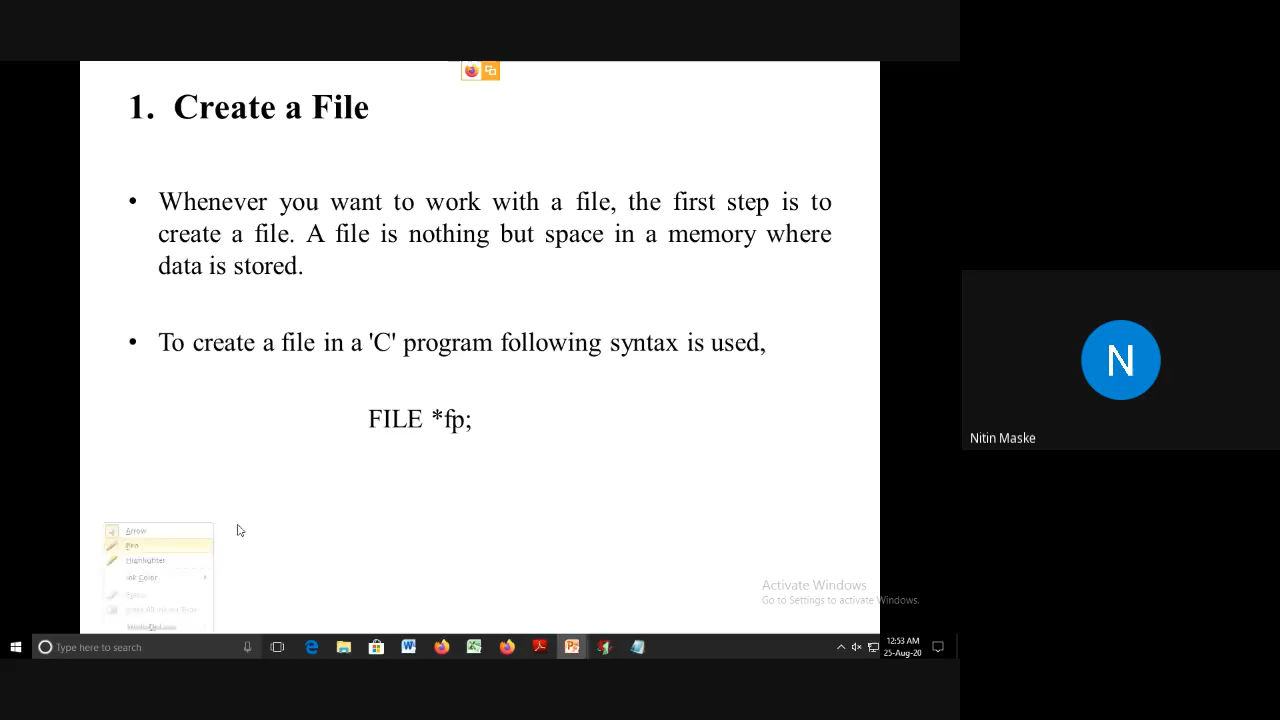 1. Create a File
• Whenever you want to work with a file, the first step is to
create a file. A file is nothing but space in a memory where
data is stored.
• To create a file in a 'C' program following syntax is used,
FILE *fp;
N
Nitin Maske
Arrow
Pen
Highlighter
Ink Color
Activate Windows
Go to Settings to activate Windows.
Type here to search
12:53 AM
25-Aug-20